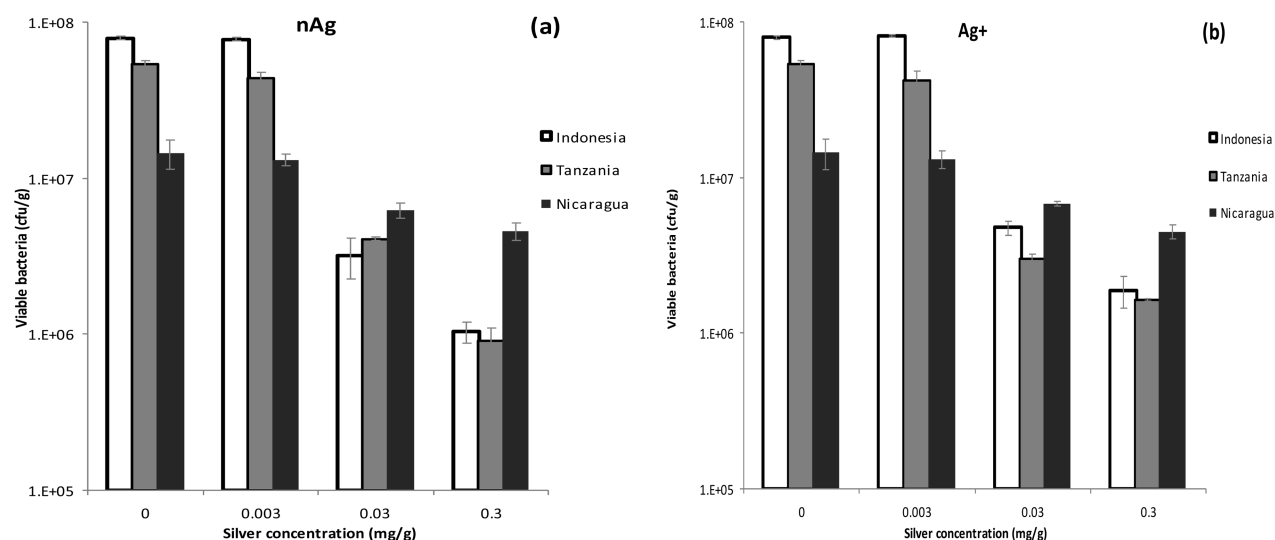 nAg
(a)
1.E+08
1.E+07
1.E+06
1.E+05
Viable bacteria (cfu/g)
Indonesia
Tanzania
Nicaragua
0 0.003 0.03 0.3
Silver concentration (mg/g)
Ag+
(b)
1.E+08
1.E+07
1.E+06
1.E+05
Viable bacteria (cfu/g)
Indonesia
Tanzania
Nicaragua
0 0.003 0.03 0.3
Silver concentration (mg/g)